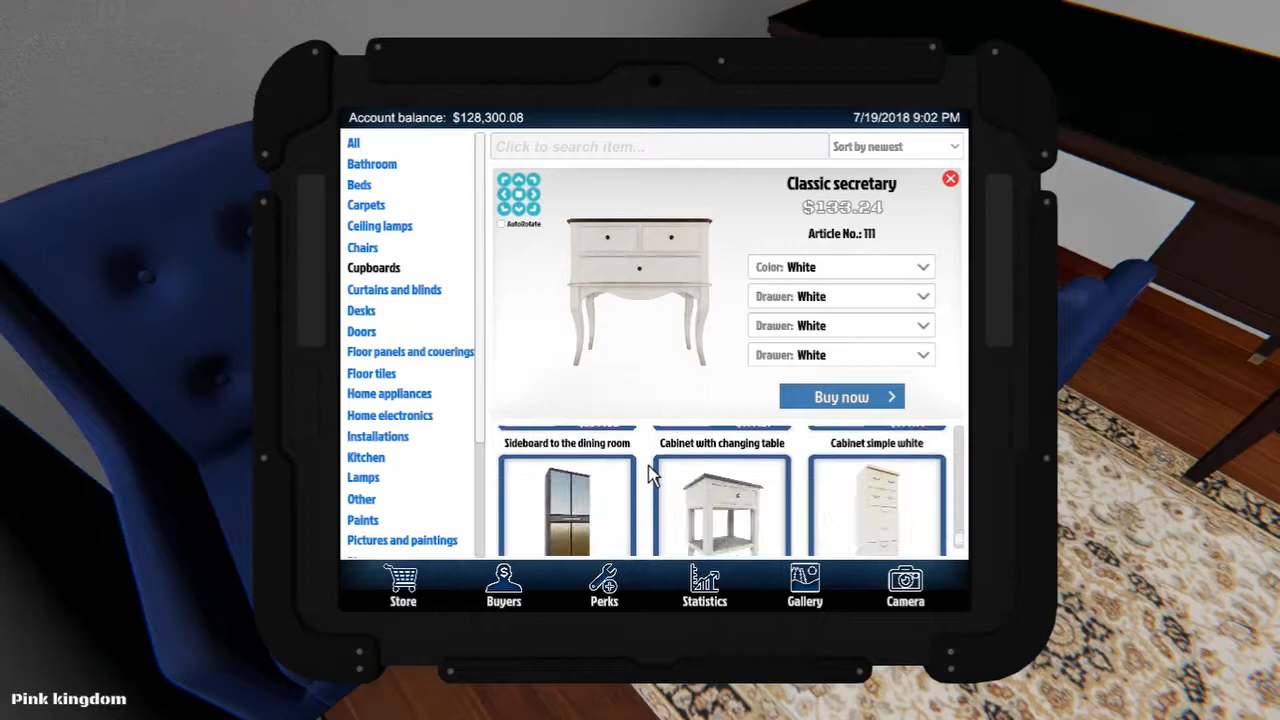 Account balance: $128,300.08
7/19/2018 9:02 PM
All
Bathroom
Beds
Carpets
Ceiling lamps
Chairs
Cupboards
Curtains and blinds
Desks
Doors
Floor panels and coverings
Floor tiles
Home appliances
Home electronics
Installations
Kitchen
Lamps
Other
Paints
Pictures and paintings
Click to search item...
Sort by newest
AutoRotate
Classic secretary
$133.24
Article No.: 111
Color: White
Drawer: White
Drawer: White
Drawer: White
Buy now
Sideboard to the dining room
Cabinet with changing table
Cabinet simple white
Store
Buyers
Perks
Statistics
Gallery
Camera
Pink kingdom